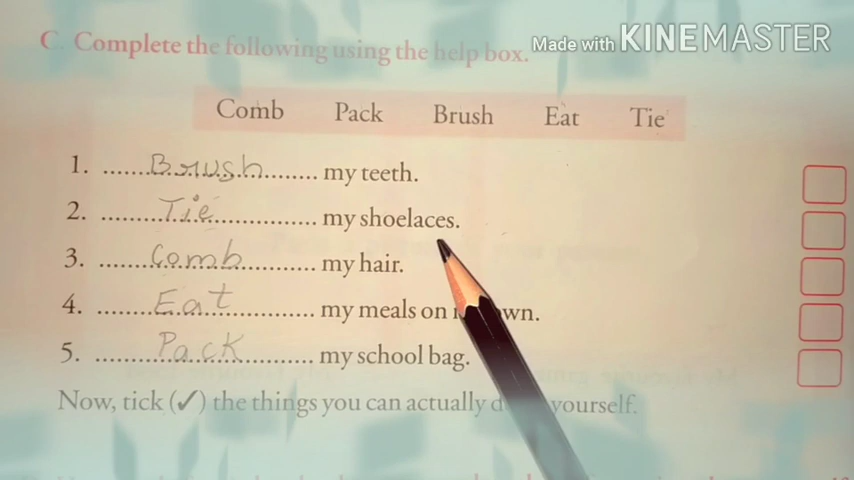 Made with KINEMASTER
C Complete the following using the help box.
Comb Pack Brush Eat Tie
1. ...Brush... my teeth.
2. ...Tie... my shoelaces.
3. ...Comb... my hair.
4. ...Eat... my meals on wn.
5. ...Pack... my school bag.
Now, tick (✓) the things you can actually d yourself.